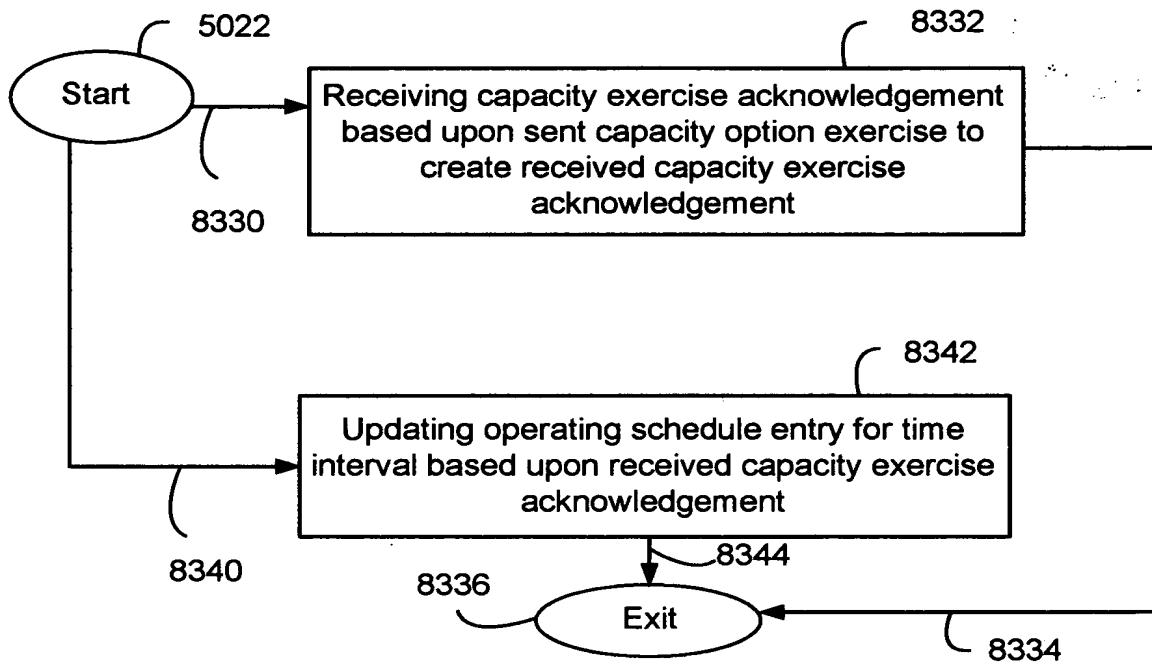 5022
8332
Start
Receiving capacity exercise acknowledgement
based upon sent capacity option exercise to
create received capacity exercise
acknowledgement
8330
8342
Updating operating schedule entry for time
interval based upon received capacity exercise
acknowledgement
8340
8344
8336
Exit
8334